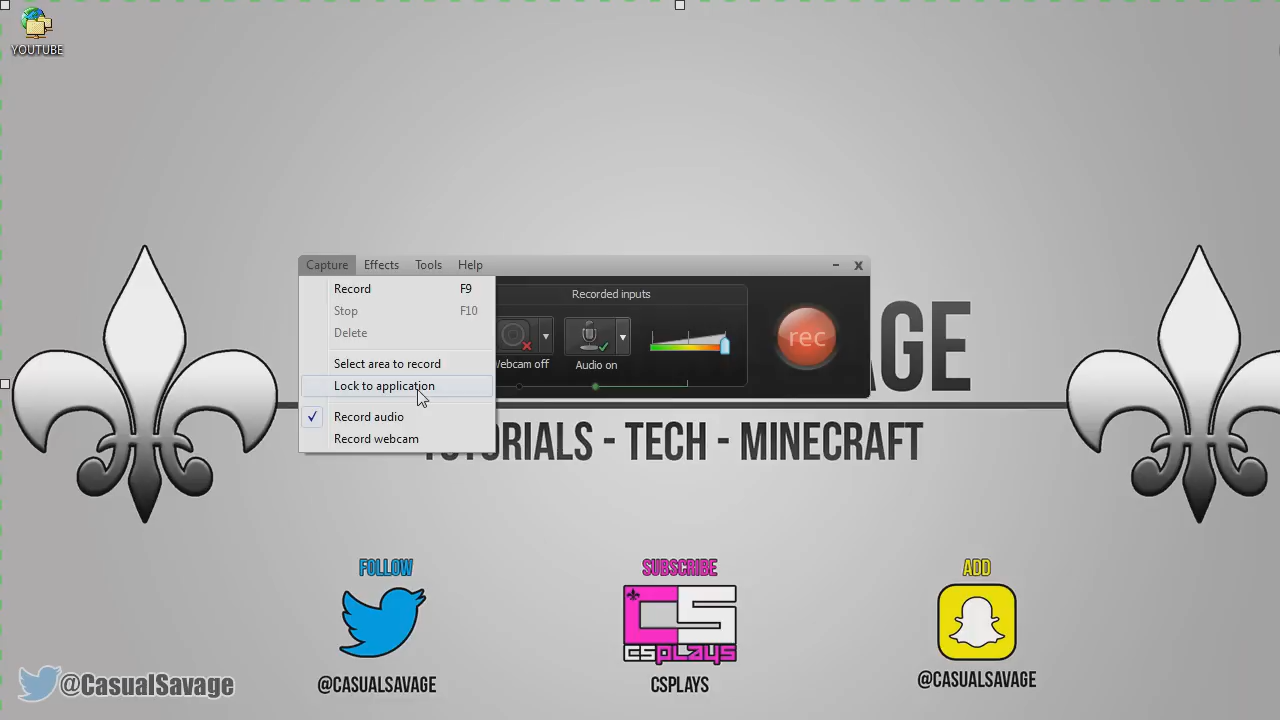 YOUTUBE
Capture Effects Tools Help
Record F9
Stop F10
Delete
Select area to record
Lock to application
Record audio
Record webcam
Recorded inputs
Webcam off
Audio on
rec
AGE
TUTORIALS - TECH - MINECRAFT
FOLLOW
@CASUALSAVAGE
SUBSCRIBE
CS
CSPLAYS
CSPLAYS
ADD
@CASUALSAVAGE
@CasualSavage